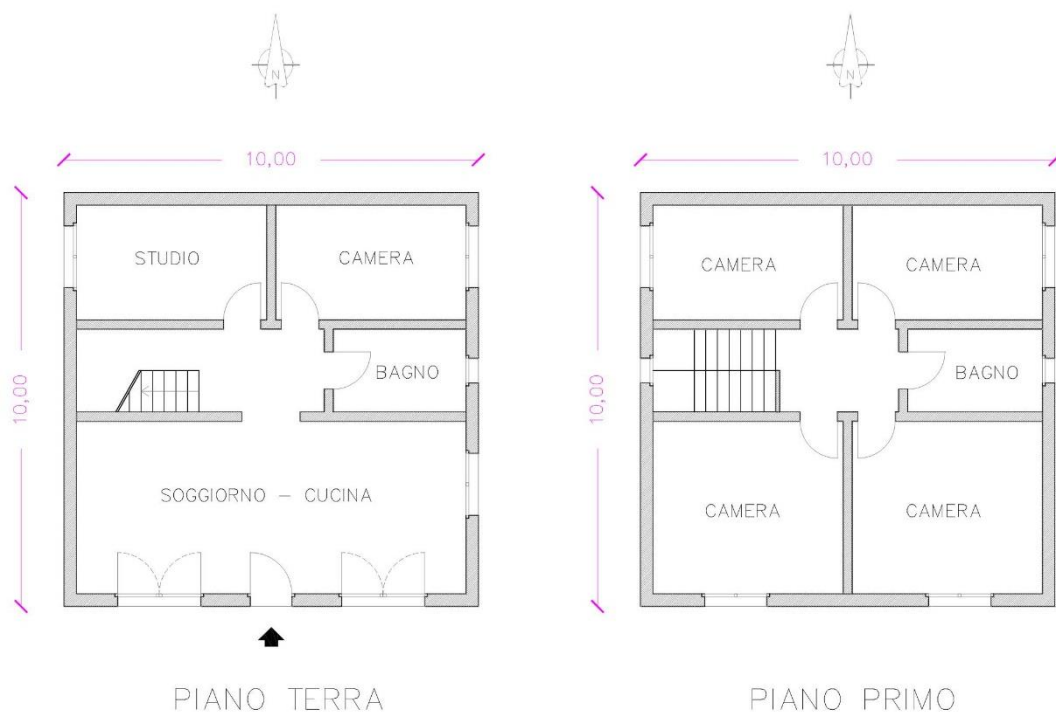 N
N
10,00
10,00
STUDIO
CAMERA
CAMERA
CAMERA
10,00
10,00
BAGNO
BAGNO
SOGGIORNO – CUCINA
CAMERA
CAMERA
PIANO TERRA
PIANO PRIMO